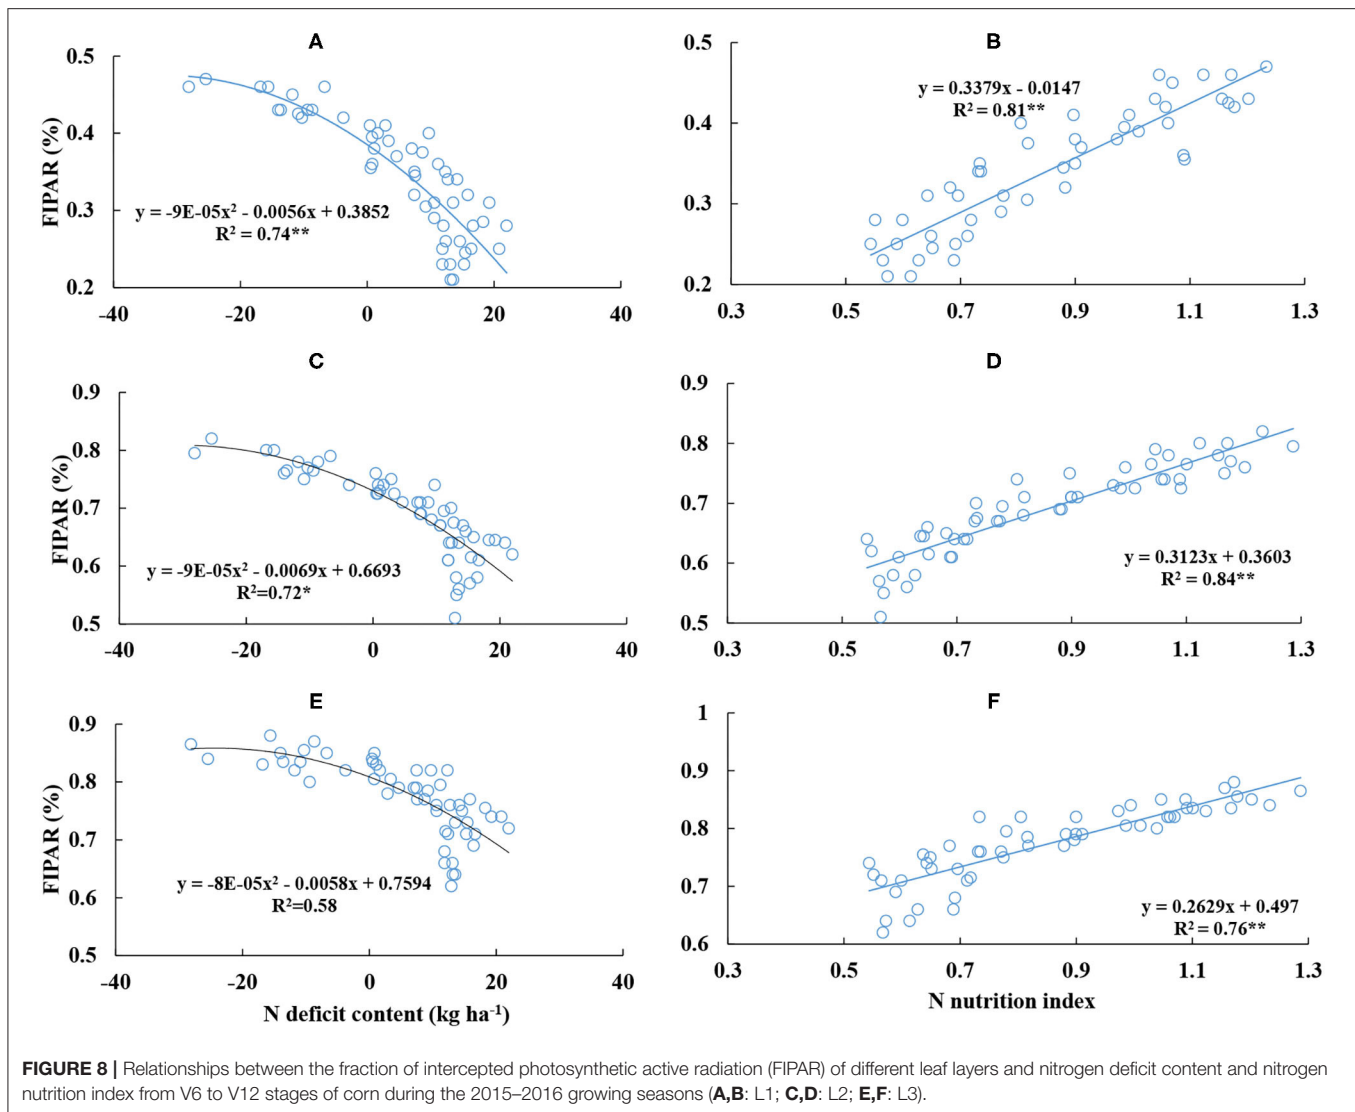 A
FIPAR (%)
0.5
0.4
0.3
0.2
y = -9E-05x² - 0.0056x + 0.3852
R² = 0.74**
-40 -20 0 20 40
B
FIPAR (%)
0.5
0.4
0.3
0.2
y = 0.3379x - 0.0147
R² = 0.81**
0.3 0.5 0.7 0.9 1.1 1.3
C
FIPAR (%)
0.9
0.8
0.7
0.6
0.5
y = -9E-05x² - 0.0069x + 0.6693
R²=0.72*
-40 -20 0 20 40
D
0.9
0.8
0.7
0.6
0.5
y = 0.3123x + 0.3603
R² = 0.84**
0.3 0.5 0.7 0.9 1.1 1.3
E
FIPAR (%)
0.9
0.8
0.7
0.6
0.5
y = -8E-05x² - 0.0058x + 0.7594
R²=0.58
-40 -20 0 20 40
N deficit content (kg ha⁻¹)
F
1
0.9
0.8
0.7
0.6
y = 0.2629x + 0.497
R² = 0.76**
0.3 0.5 0.7 0.9 1.1 1.3
N nutrition index
FIGURE 8 | Relationships between the fraction of intercepted photosynthetic active radiation (FIPAR) of different leaf layers and nitrogen deficit content and nitrogen
nutrition index from V6 to V12 stages of corn during the 2015–2016 growing seasons (A,B: L1; C,D: L2; E,F: L3).